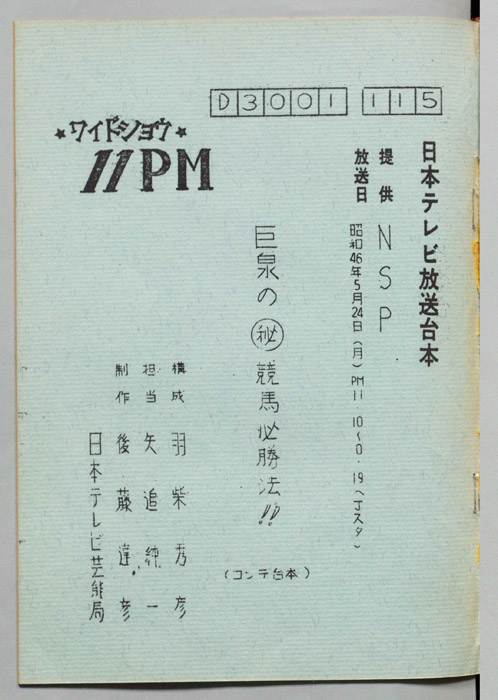 D3001 115
日本テレビ放送台本
提供 NSP
放送日 昭和46年5月24日(月)PM11 10〜0.19(Jスタ)
★ワイドショウ★
11PM
巨泉の㊙競馬必勝法!!
(コンテ台本)
構成 羽柴秀彦
担当 矢追純一
制作 後藤達彦
日本テレビ芸能局